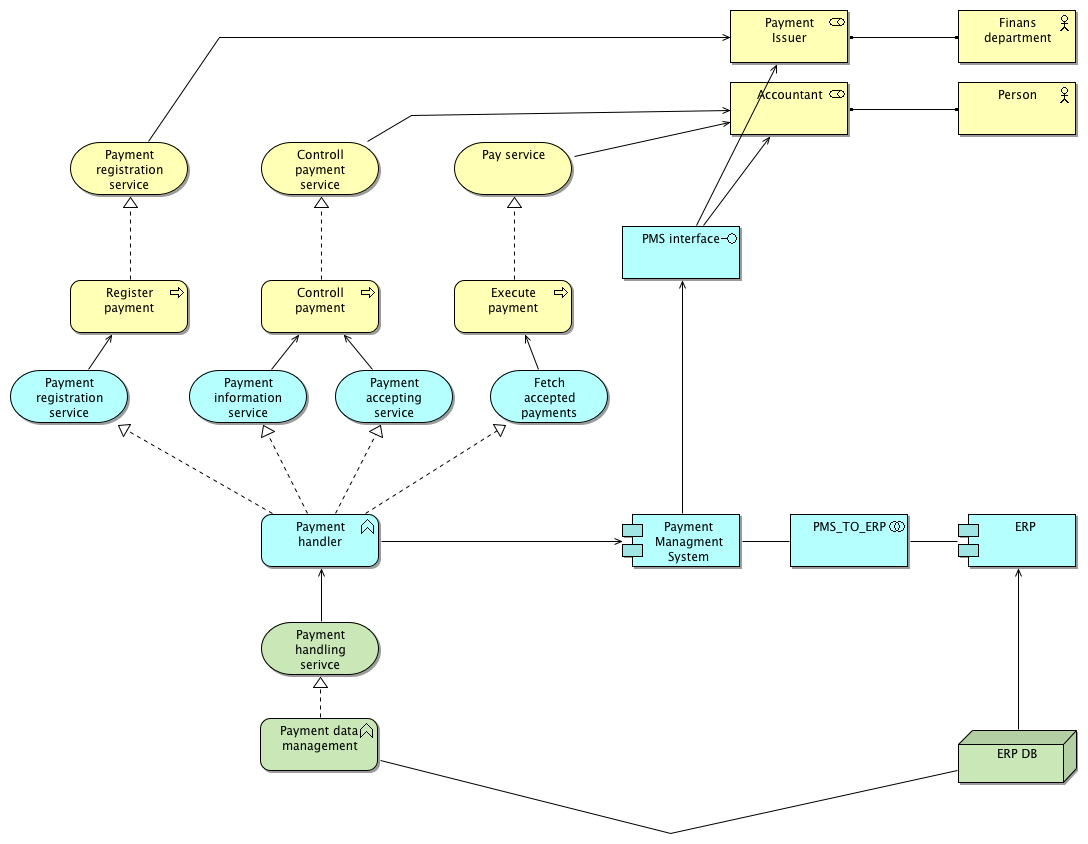 Payment
Issuer
Finans
department
Accountant
Person
Payment
registration
service
Controll
payment
service
Pay service
PMS interface
Register
payment
Controll
payment
Execute
payment
Payment
registration
service
Payment
information
service
Payment
accepting
service
Fetch
accepted
payments
Payment
handler
Payment
Managment
System
PMS_TO_ERP
ERP
Payment
handling
serivce
Payment data
management
ERP DB